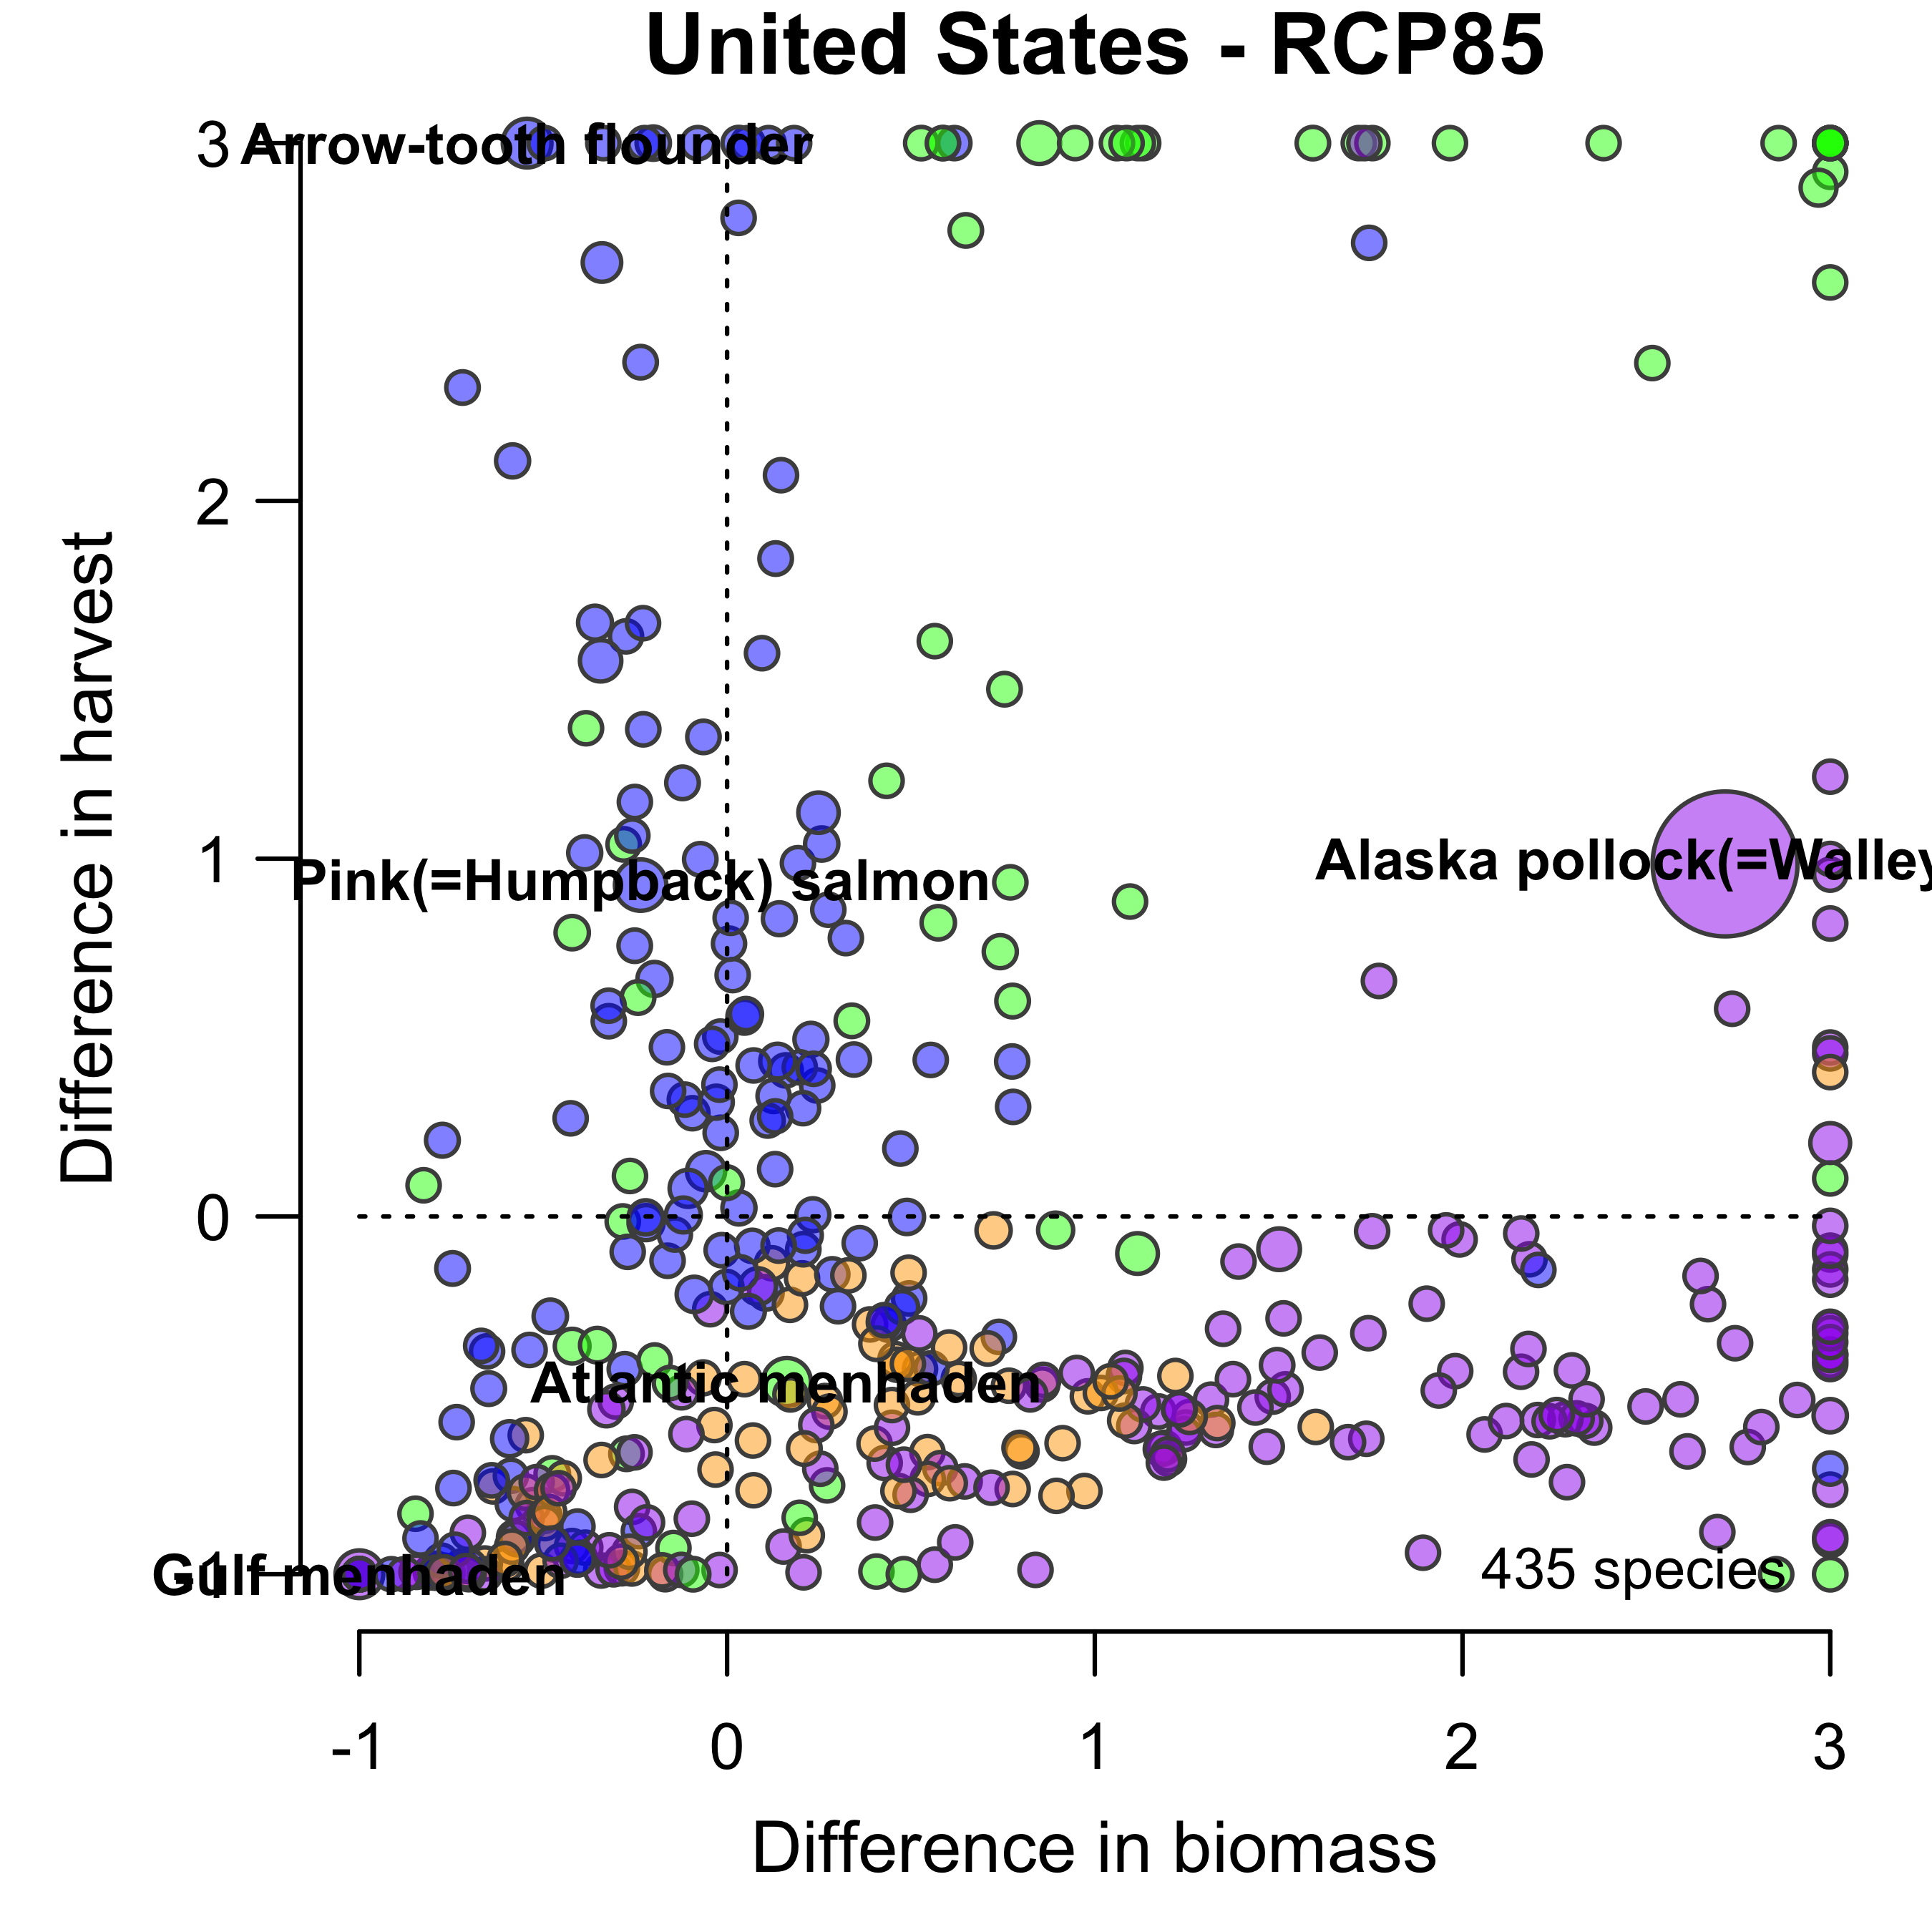 United States - RCP85
3
Arrow-tooth flounder
2
Difference in harvest
1
Pink(=Humpback) salmon
Alaska pollock(=Walley
0
Atlantic menhaden
-1
Gulf menhaden
435 species
-1 0 1 2 3
Difference in biomass